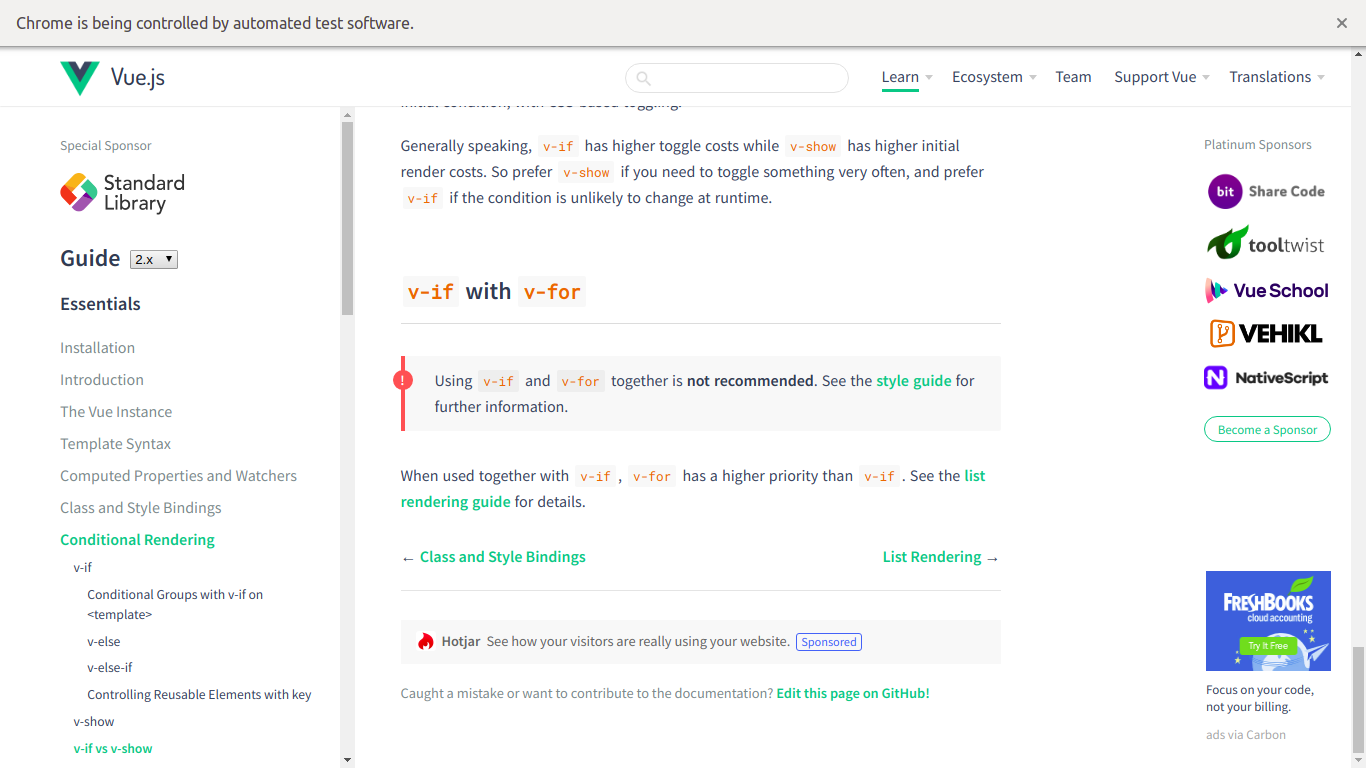 Chrome is being controlled by automated test software.
Vue.js
Learn
Ecosystem
Team
Support Vue
Translations
Special Sponsor
Standard
Library
Guide 2.x
Essentials
Installation
Introduction
The Vue Instance
Template Syntax
Computed Properties and Watchers
Class and Style Bindings
Conditional Rendering
v-if
Conditional Groups with v-if on
<template>
v-else
v-else-if
Controlling Reusable Elements with key
v-show
v-if vs v-show
initial condition, with CSS-based toggling.
Generally speaking, v-if has higher toggle costs while v-show has higher initial
render costs. So prefer v-show if you need to toggle something very often, and prefer
v-if if the condition is unlikely to change at runtime.
v-if with v-for
!
Using v-if and v-for together is not recommended. See the style guide for
further information.
When used together with v-if, v-for has a higher priority than v-if. See the list
rendering guide for details.
← Class and Style Bindings
List Rendering →
Hotjar See how your visitors are really using your website. Sponsored
Caught a mistake or want to contribute to the documentation? Edit this page on GitHub!
Platinum Sponsors
bit Share Code
tooltwist
Vue School
VEHIKL
NativeScript
Become a Sponsor
FRESHBOOKS
cloud accounting
Try It Free
Focus on your code,
not your billing.
ads via Carbon